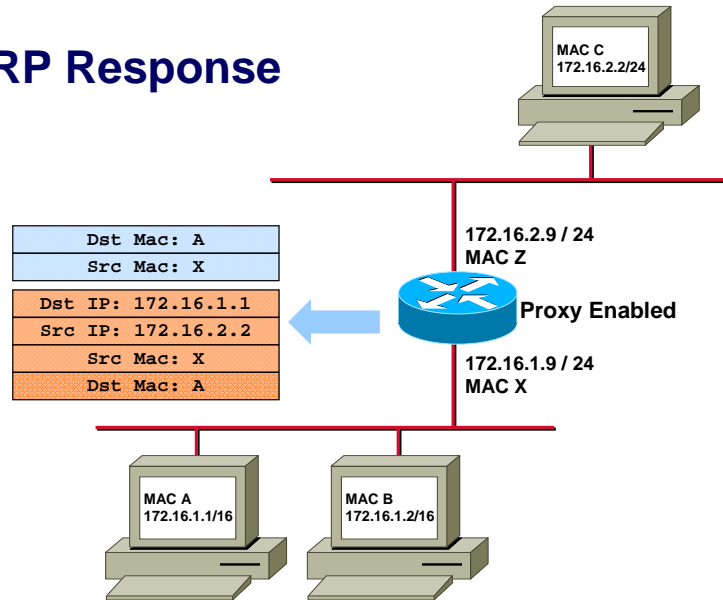 RP Response
MAC C
172.16.2.2/24
Dst Mac: A
Src Mac: X
Dst IP: 172.16.1.1
Src IP: 172.16.2.2
Src Mac: X
Dst Mac: A
172.16.2.9 / 24
MAC Z
Proxy Enabled
172.16.1.9 / 24
MAC X
MAC A
172.16.1.1/16
MAC B
172.16.1.2/16